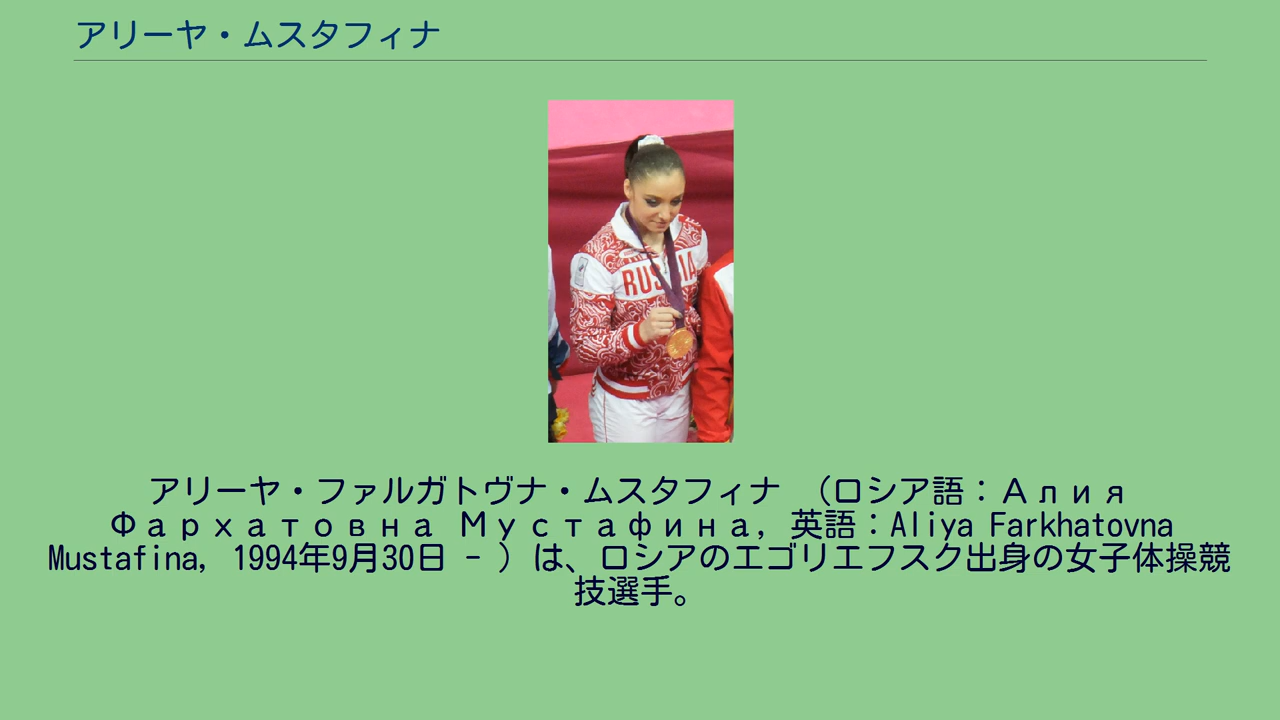 アリーヤ・ムスタフィナ
RUSSIA
アリーヤ・ファルガトヴナ・ムスタフィナ （ロシア語：Алия
Фархатовна Мустафина, 英語：Aliya Farkhatovna
Mustafina, 1994年9月30日 - ）は、ロシアのエゴリエフスク出身の女子体操競
技選手。